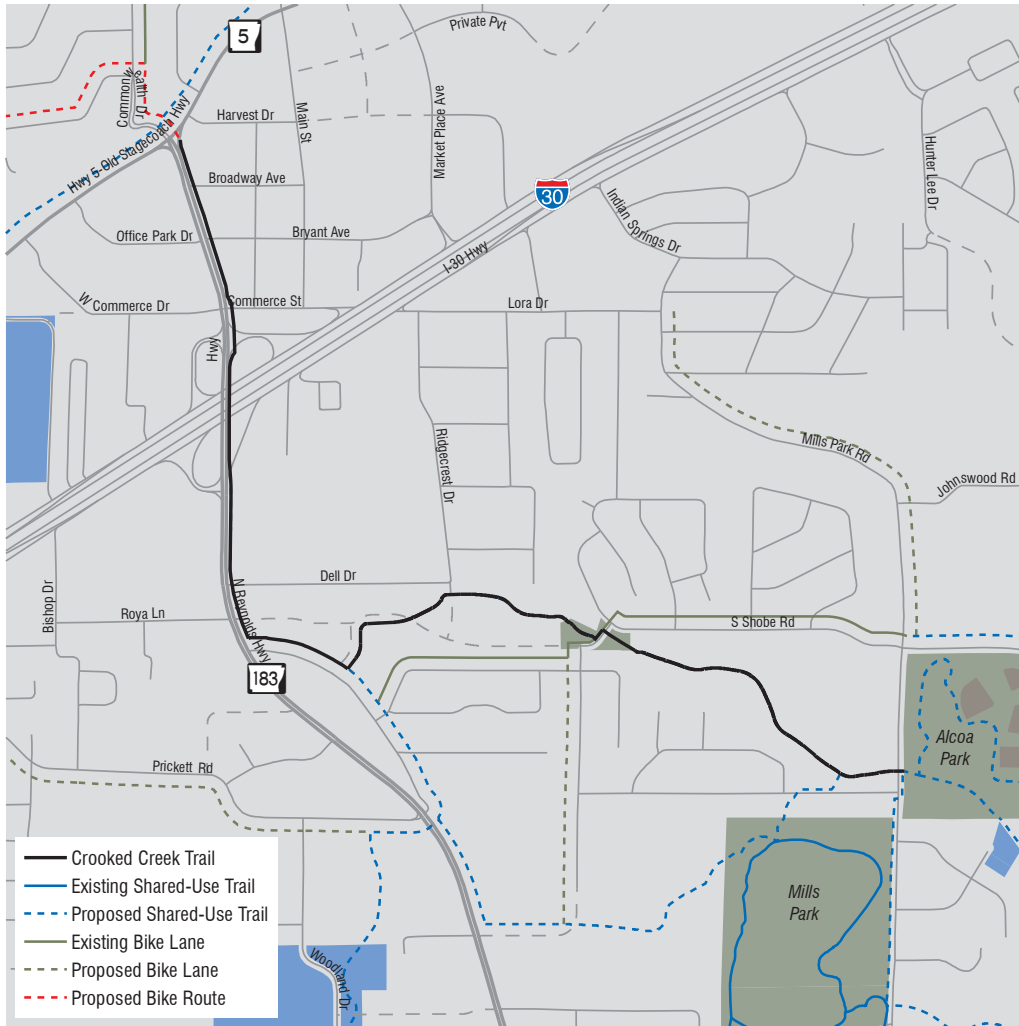 Private Pvt
5
Commonwealth Dr
Harvest Dr
Main St
Market Place Ave
Hwy 5-Old Stagecoach Hwy
Hunter Lee Dr
Broadway Ave
30
Indian Springs Dr
Office Park Dr
Bryant Ave
I-30 Hwy
W Commerce Dr
Commerce St
Lora Dr
Hwy
Ridgecrest Dr
Mills Park Rd
Johnswood Rd
Bishop Dr
Dell Dr
Roya Ln
N Reynolds Hwy
S Shobe Rd
183
Alcoa
Park
Prickett Rd
Mills
Park
Woodland Dr
Crooked Creek Trail
Existing Shared-Use Trail
Proposed Shared-Use Trail
Existing Bike Lane
Proposed Bike Lane
Proposed Bike Route